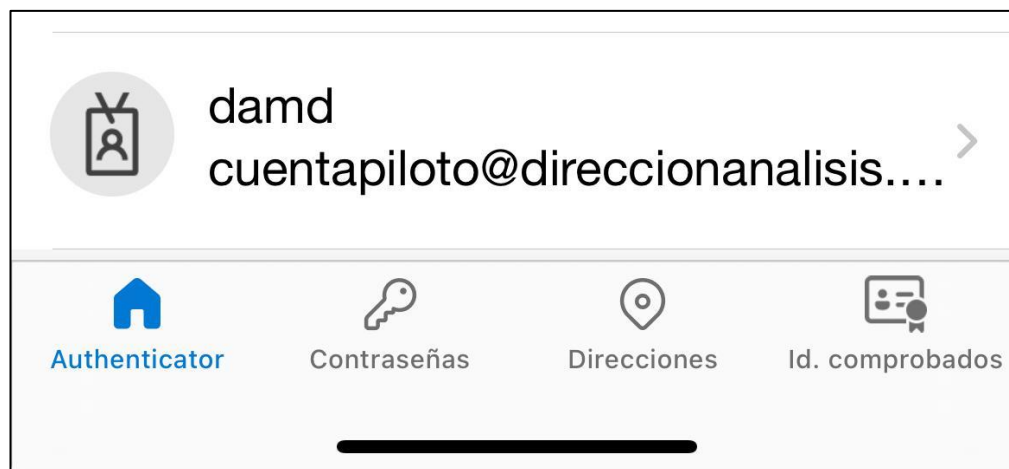 damd
cuentapiloto@direccionanalisis....
Authenticator
Contraseñas
Direcciones
Id. comprobados